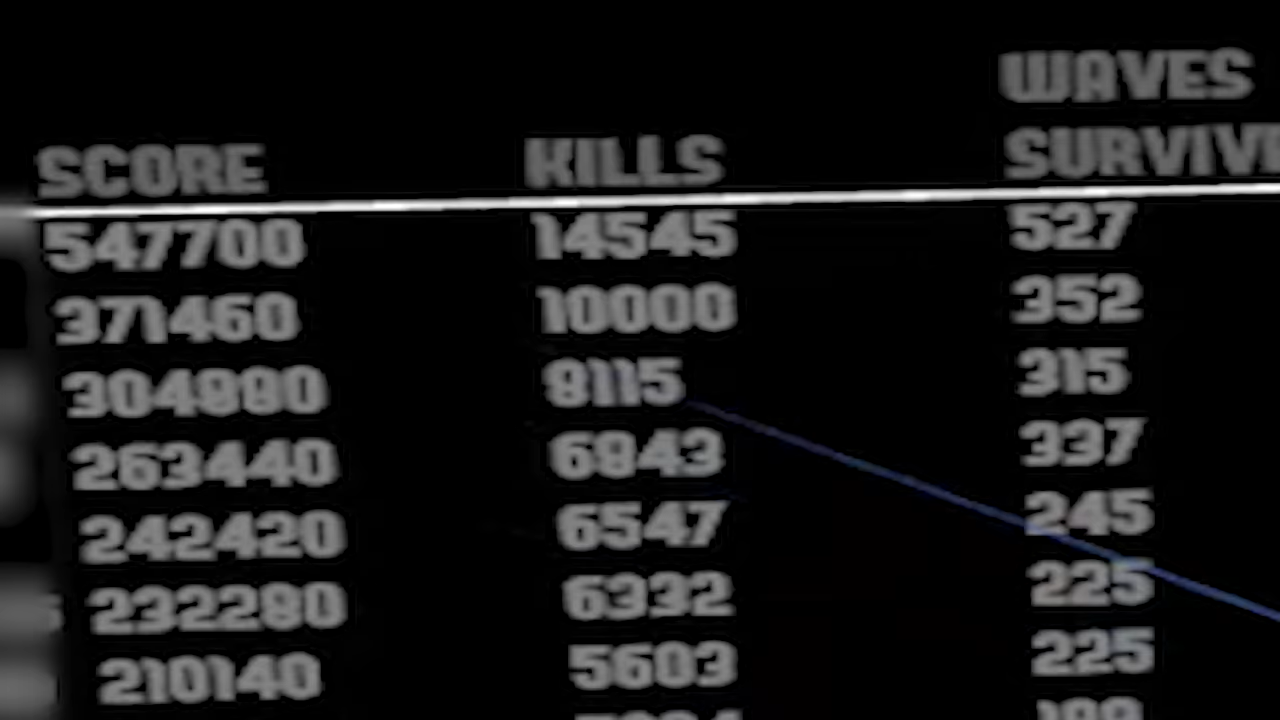 WAVES
SCORE KILLS SURVIVE
547700 14545 527
371460 10000 352
304890 8115 315
263440 6843 337
242420 6547 245
232280 6332 225
210140 5603 225